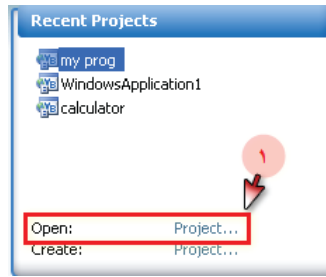 Recent Projects
my prog
WindowsApplication1
calculator
١
Open: Project...
Create: Project...